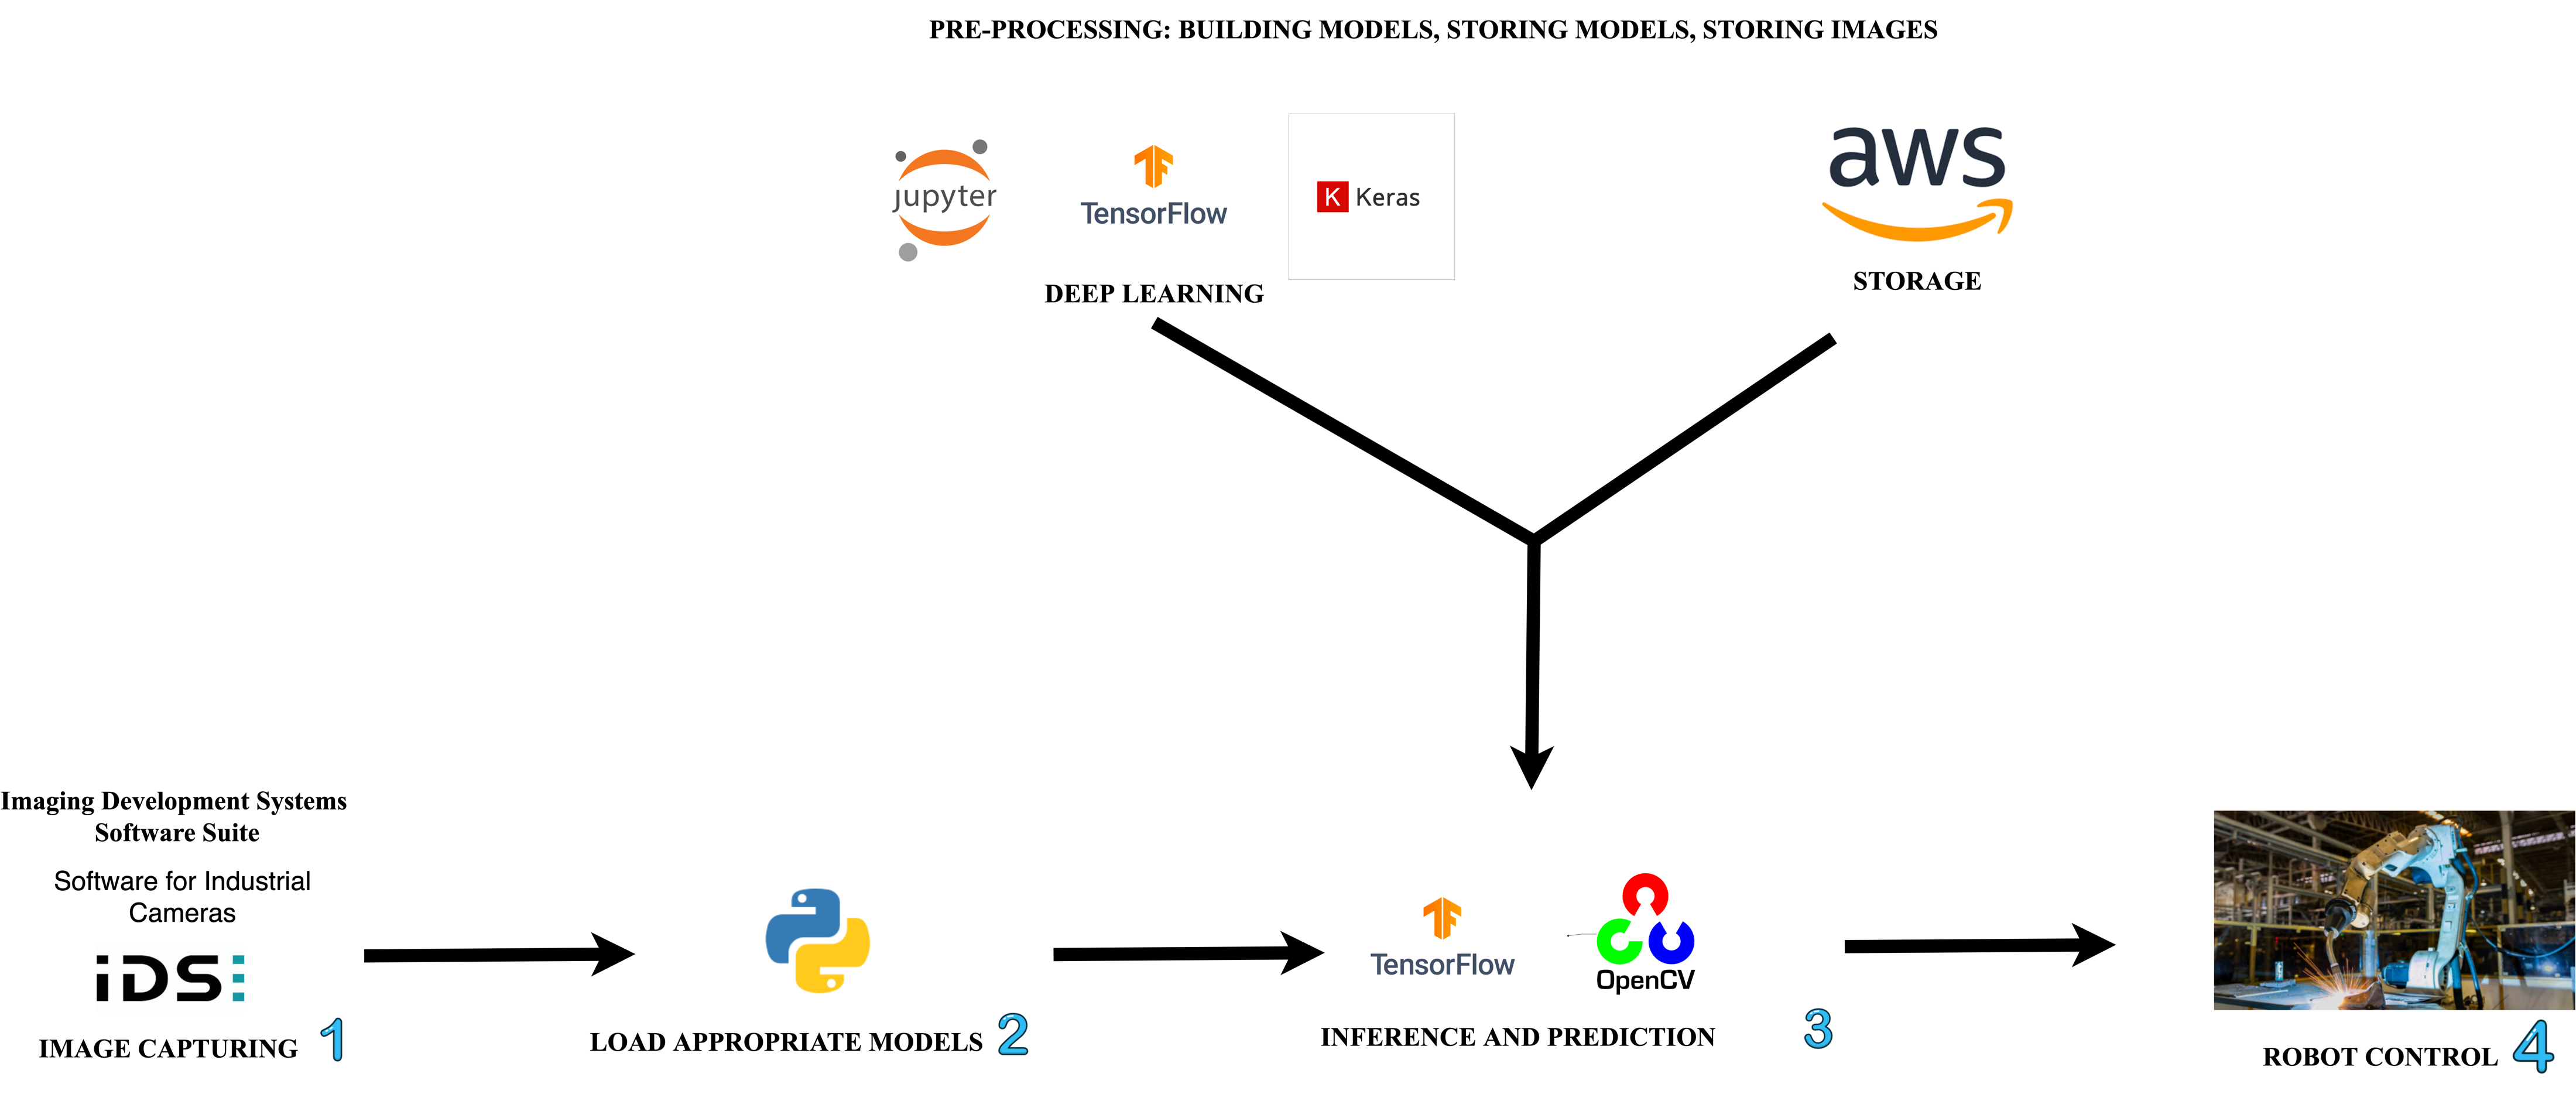 PRE-PROCESSING: BUILDING MODELS, STORING MODELS, STORING IMAGES
jupyter
TensorFlow
K Keras
aws
DEEP LEARNING
STORAGE
Imaging Development Systems
Software Suite
Software for Industrial
Cameras
iDS
IMAGE CAPTURING 1
LOAD APPROPRIATE MODELS 2
TensorFlow
OpenCV
INFERENCE AND PREDICTION 3
ROBOT CONTROL 4